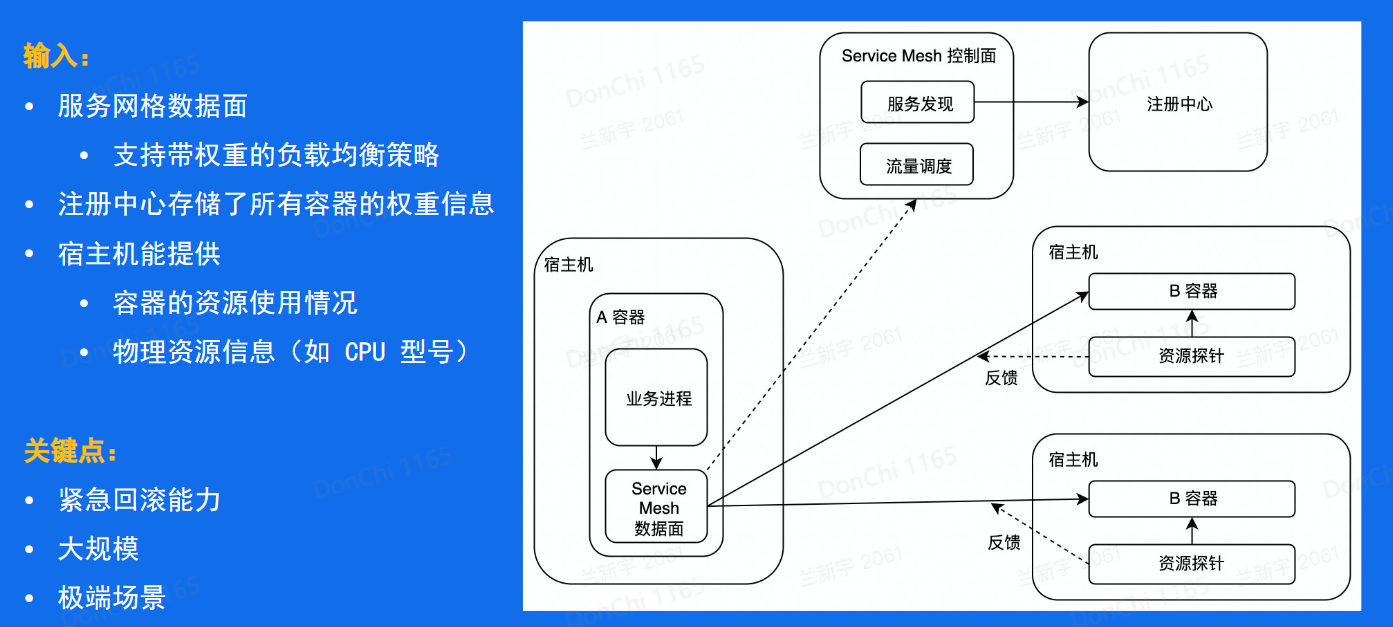 输入：
• 服务网格数据面
• 支持带权重的负载均衡策略
• 注册中心存储了所有容器的权重信息
• 宿主机能提供
• 容器的资源使用情况
• 物理资源信息（如 CPU 型号）
关键点：
• 紧急回滚能力
• 大规模
• 极端场景
Service Mesh 控制面
服务发现
流量调度
注册中心
宿主机
A 容器
业务进程
Service
Mesh
数据面
宿主机
B 容器
资源探针
反馈
宿主机
B 容器
资源探针
反馈
DonChi 1165
兰新宇 2061